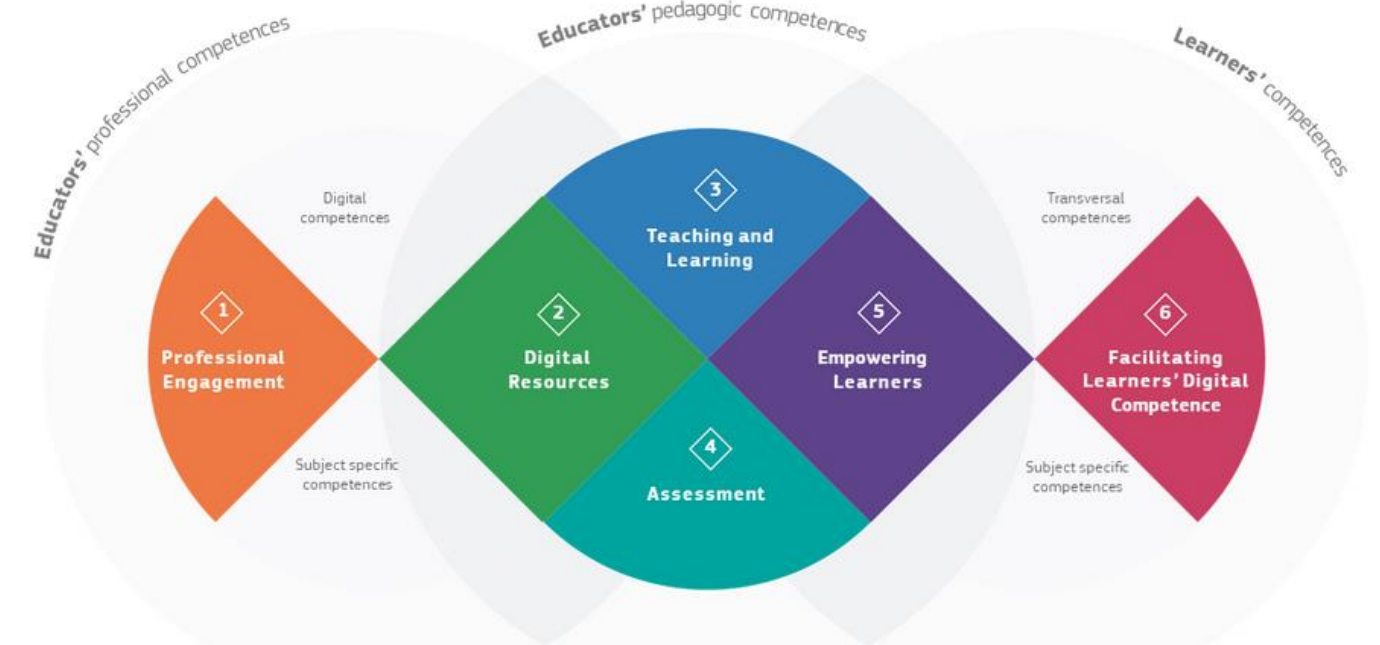 Educators' professional competences
Educators' pedagogic competences
Learners' competences
Digital
competences
Subject specific
competences
1
Professional
Engagement
2
Digital
Resources
3
Teaching and
Learning
4
Assessment
5
Empowering
Learners
Transversal
competences
Subject specific
competences
6
Facilitating
Learners' Digital
Competence